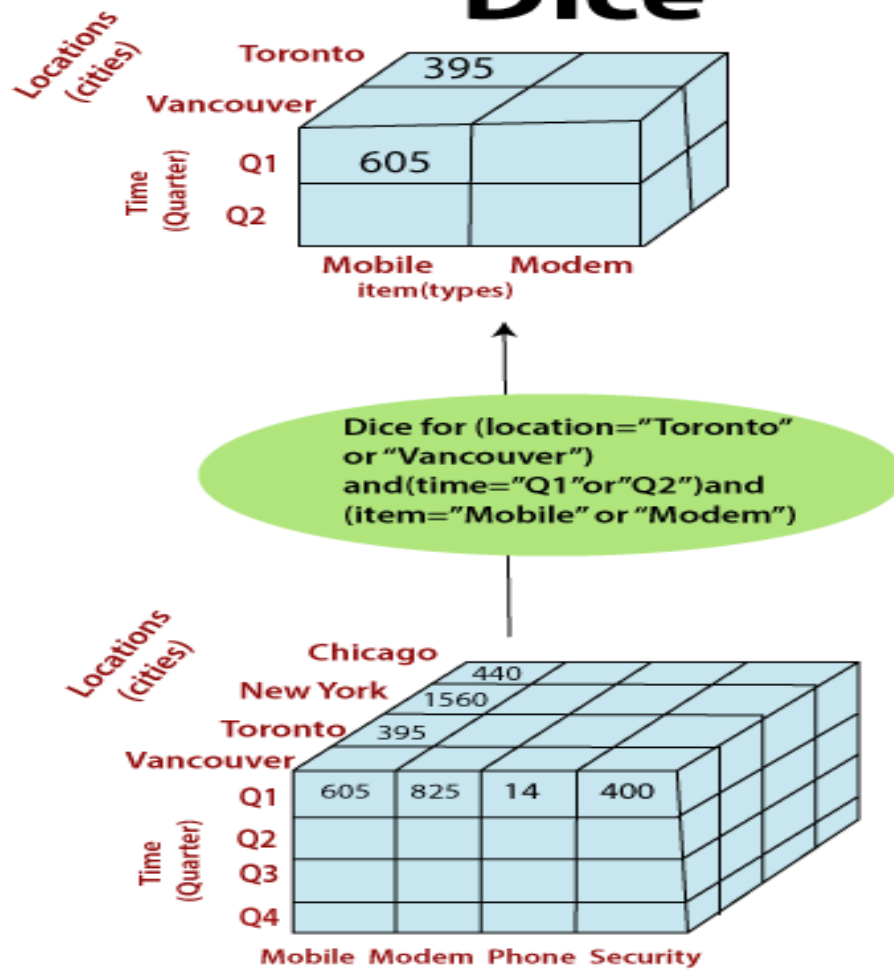 Dice
Locations
(cities)
Toronto
395
Vancouver
Time
(Quarter)
Q1
605
Q2
Mobile Modem
item(types)
Dice for (location="Toronto"
or "Vancouver")
and(time="Q1"or"Q2")and
(item="Mobile" or "Modem")
Locations
(cities)
Chicago
440
New York
1560
Toronto
395
Vancouver
Time
(Quarter)
Q1
605 825 14 400
Q2
Q3
Q4
Mobile Modem Phone Security